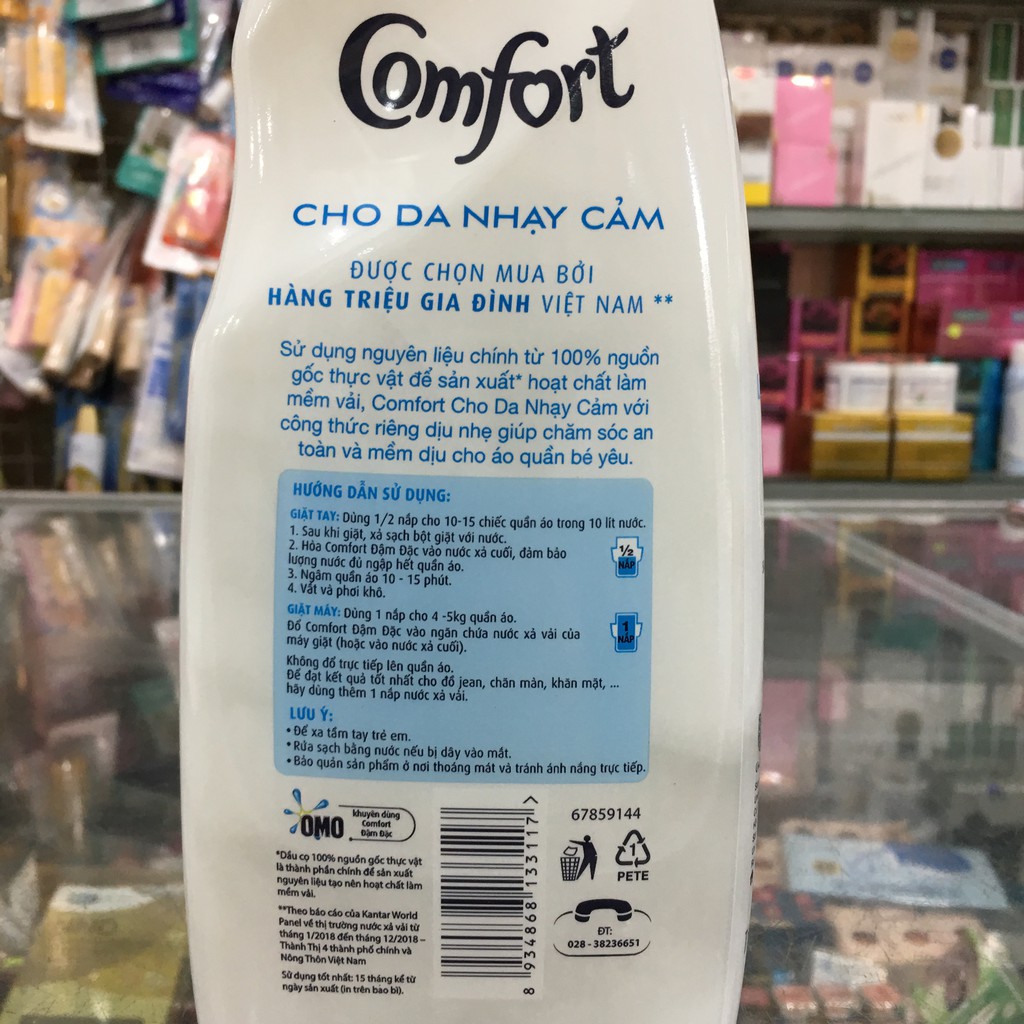 Comfort
CHO DA NHẠY CẢM
ĐƯỢC CHỌN MUA BỞI
HÀNG TRIỆU GIA ĐÌNH VIỆT NAM **
Sử dụng nguyên liệu chính từ 100% nguồn
gốc thực vật để sản xuất* hoạt chất làm
mềm vải, Comfort Cho Da Nhạy Cảm với
công thức riêng dịu nhẹ giúp chăm sóc an
toàn và mềm dịu cho áo quần bé yêu.
HƯỚNG DẪN SỬ DỤNG:
GIẶT TAY: Dùng 1/2 nắp cho 10-15 chiếc quần áo trong 10 lít nước.
1. Sau khi giặt, xả sạch bột giặt với nước.
2. Hòa Comfort Đậm Đặc vào nước xả cuối, đảm bảo
lượng nước đủ ngập hết quần áo.
3. Ngâm quần áo 10 - 15 phút.
4. Vắt và phơi khô.
1/2
NẮP
GIẶT MÁY: Dùng 1 nắp cho 4 -5kg quần áo.
Đổ Comfort Đậm Đặc vào ngăn chứa nước xả vải của
máy giặt (hoặc vào nước xả cuối).
1
NẮP
Không đổ trực tiếp lên quần áo.
Để đạt kết quả tốt nhất cho đồ jean, chăn màn, khăn mặt, ...
hãy dùng thêm 1 nắp nước xả vải.
LƯU Ý:
• Để xa tầm tay trẻ em.
• Rửa sạch bằng nước nếu bị dây vào mắt.
• Bảo quản sản phẩm ở nơi thoáng mát và tránh ánh nắng trực tiếp.
OMO
khuyên dùng
Comfort
Đậm Đặc
*Dầu cọ 100% nguồn gốc thực vật
là thành phần chính để sản xuất
nguyên liệu tạo nên hoạt chất làm
mềm vải.
**Theo báo cáo của Kantar World
Panel về thị trường nước xả vải từ
tháng 1/2018 đến tháng 12/2018 –
Thành Thị 4 thành phố chính và
Nông Thôn Việt Nam
Sử dụng tốt nhất: 15 tháng kể từ
ngày sản xuất (in trên bao bì).
8 934868 133117 >
67859144
1
PETE
ĐT:
028 - 38236651